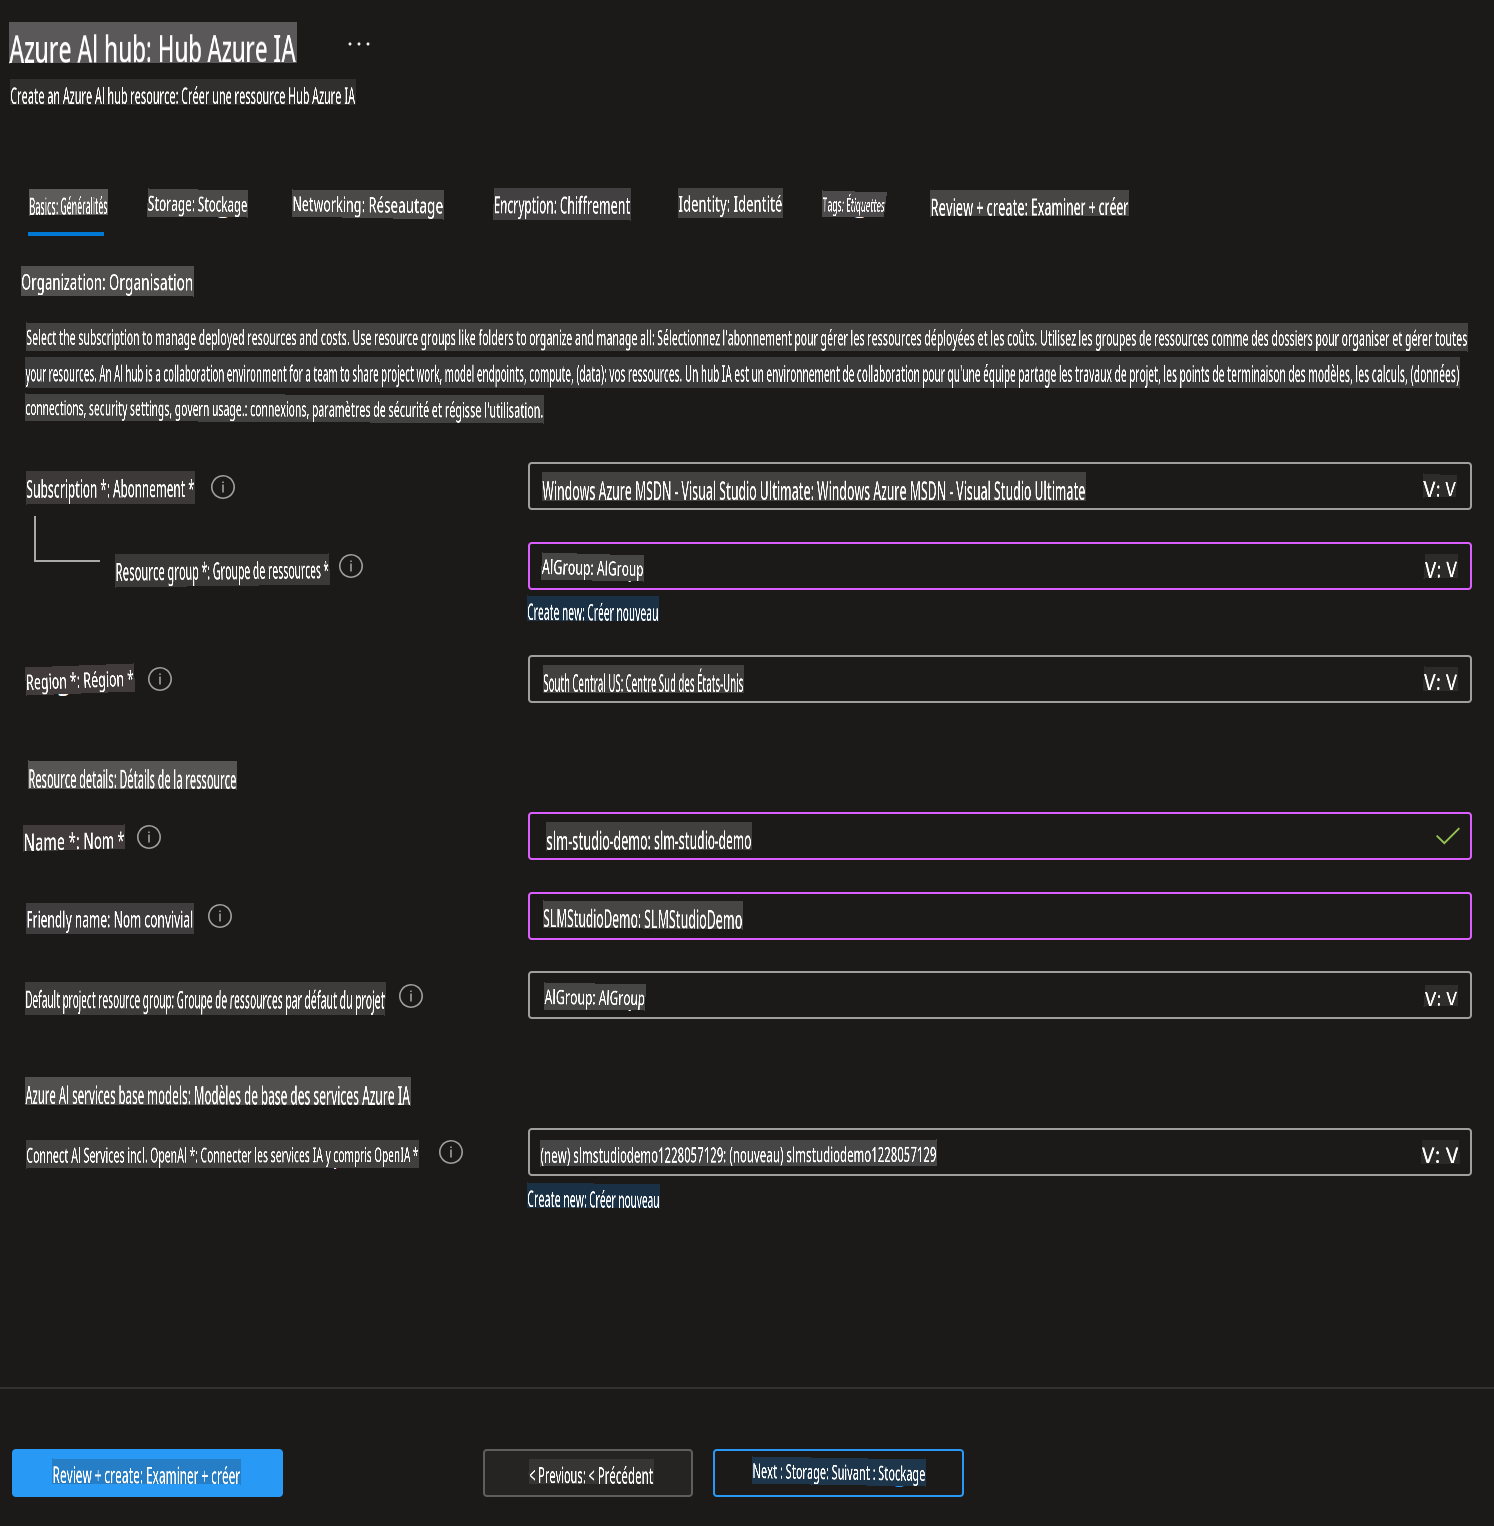 Azure AI hub: Hub Azure IA
Create an Azure AI hub resource: Créer une ressource Hub Azure IA
Basics: Généralités
Storage: Stockage
Networking: Réseautage
Encryption: Chiffrement
Identity: Identité
Tags: Étiquettes
Review + create: Examiner + créer
Organization: Organisation
Select the subscription to manage deployed resources and costs. Use resource groups like folders to organize and manage all: Sélectionnez l'abonnement pour gérer les ressources déployées et les coûts. Utilisez les groupes de ressources comme des dossiers pour organiser et gérer toutes
your resources. An AI hub is a collaboration environment for a team to share project work, model endpoints, compute, (data): vos ressources. Un hub IA est un environnement de collaboration pour qu'une équipe partage les travaux de projet, les points de terminaison des modèles, les calculs, (données)
connections, security settings, govern usage.: connexions, paramètres de sécurité et régisse l'utilisation.
Subscription *: Abonnement *
Windows Azure MSDN - Visual Studio Ultimate: Windows Azure MSDN - Visual Studio Ultimate
V: V
Resource group *: Groupe de ressources *
AIGroup: AIGroup
V: V
Create new: Créer nouveau
Region *: Région *
South Central US: Centre Sud des États-Unis
V: V
Resource details: Détails de la ressource
Name *: Nom *
slm-studio-demo: slm-studio-demo
Friendly name: Nom convivial
SLMStudioDemo: SLMStudioDemo
Default project resource group: Groupe de ressources par défaut du projet
AIGroup: AIGroup
V: V
Azure AI services base models: Modèles de base des services Azure IA
Connect AI Services incl. OpenAI *: Connecter les services IA y compris OpenIA *
(new) slmstudiodemo1228057129: (nouveau) slmstudiodemo1228057129
V: V
Create new: Créer nouveau
Review + create: Examiner + créer
< Previous: < Précédent
Next : Storage: Suivant : Stockage